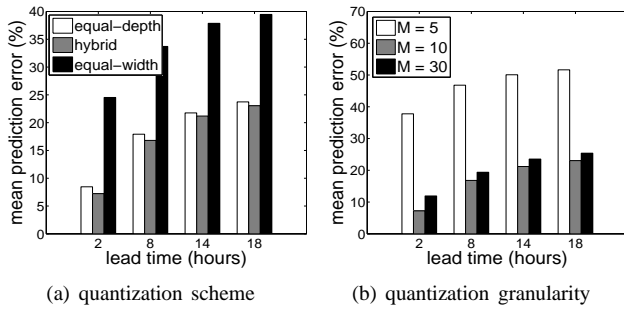 mean prediction error (%)
40
35
30
25
20
15
10
5
0
equal-depth
hybrid
equal-width
2 8 14 18
lead time (hours)
(a) quantization scheme
mean prediction error (%)
70
60
50
40
30
20
10
0
M = 5
M = 10
M = 30
2 8 14 18
lead time (hours)
(b) quantization granularity